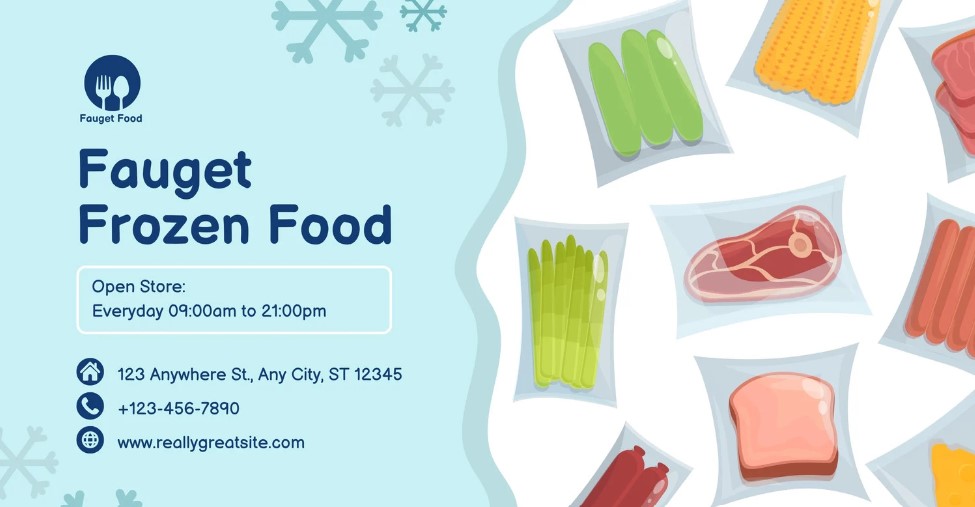 Fauget Food
Fauget
Frozen Food
Open Store:
Everyday 09:00am to 21:00pm
123 Anywhere St., Any City, ST 12345
+123-456-7890
www.reallygreatsite.com